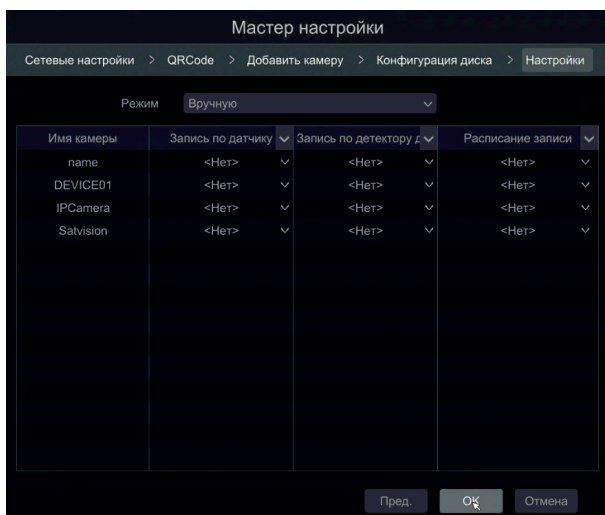 Мастер настройки
Сетевые настройки > QRCode > Добавить камеру > Конфигурация диска > Настройки
Режим Вручную
Имя камеры Запись по датчику Запись по детектору д Расписание записи
name <Нет> <Нет> <Нет>
DEVICE01 <Нет> <Нет> <Нет>
IPCamera <Нет> <Нет> <Нет>
Satvision <Нет> <Нет> <Нет>
Пред. OK Отмена